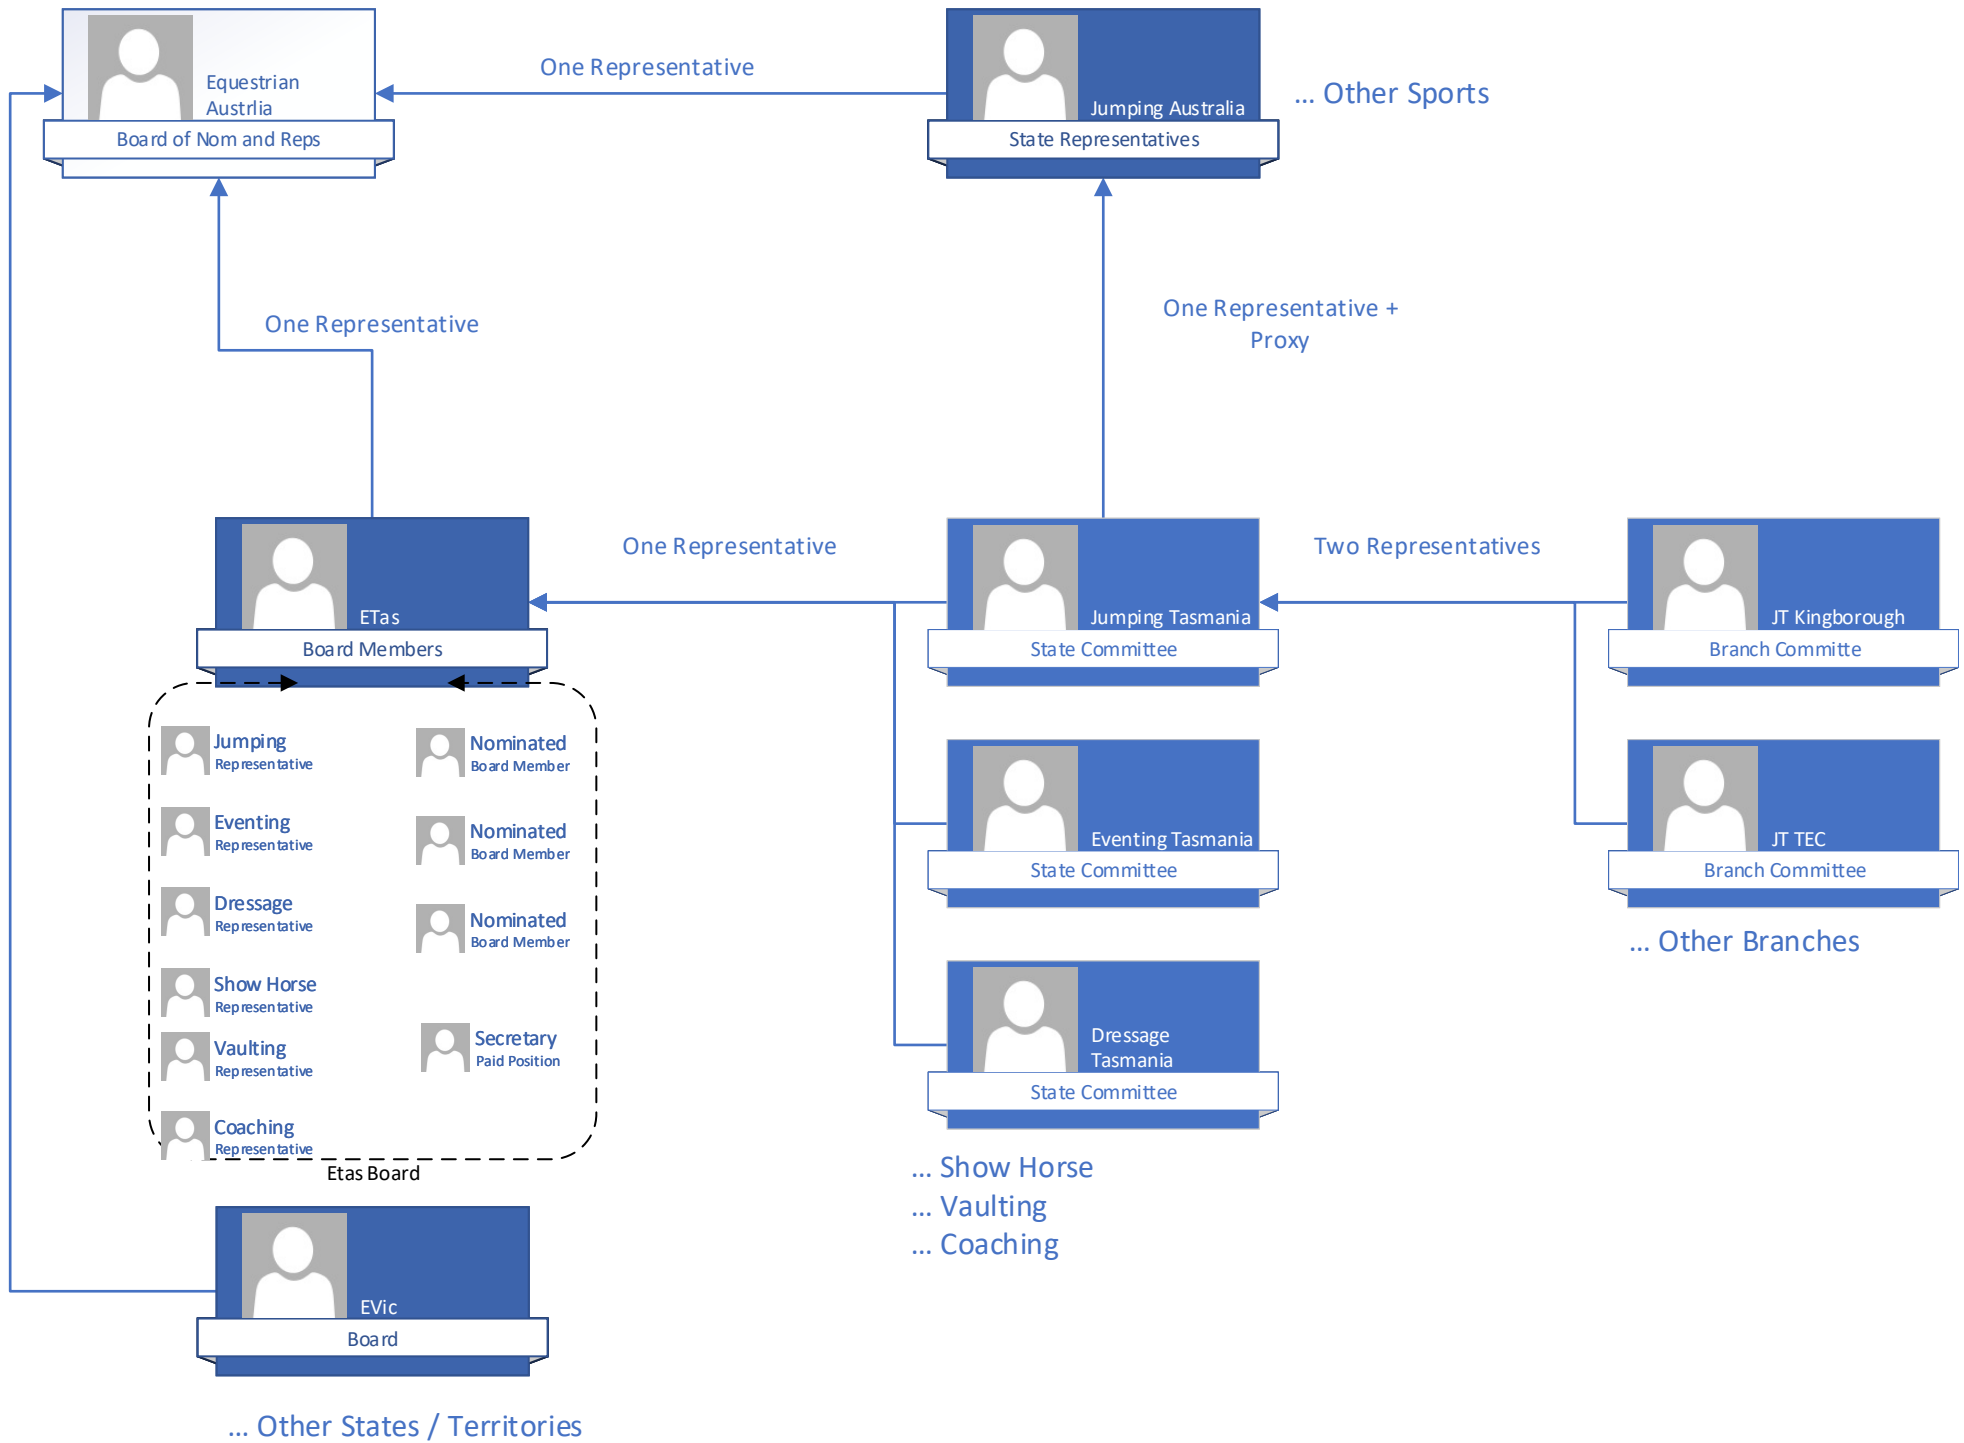 Equestrian
Austrlia
Board of Nom and Reps
One Representative
Jumping Australia
State Representatives
... Other Sports
One Representative
One Representative +
Proxy
ETas
Board Members
One Representative
Jumping Tasmania
State Committee
Two Representatives
JT Kingborough
Branch Committe
Eventing Tasmania
State Committee
JT TEC
Branch Committee
... Other Branches
Dressage
Tasmania
State Committee
... Show Horse
... Vaulting
... Coaching
Jumping
Representative
Eventing
Representative
Dressage
Representative
Show Horse
Representative
Vaulting
Representative
Coaching
Representative
Nominated
Board Member
Nominated
Board Member
Nominated
Board Member
Secretary
Paid Position
Etas Board
EVic
Board
... Other States / Territories